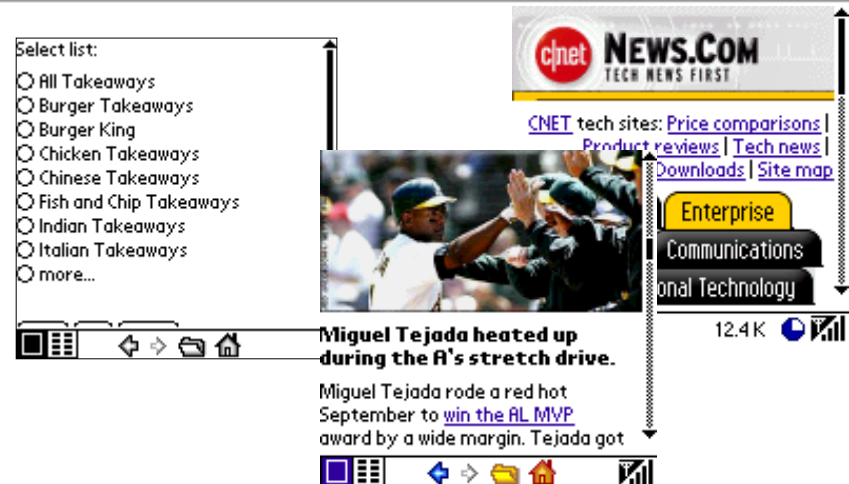 Select list:
All Takeaways
Burger Takeaways
Burger King
Chicken Takeaways
Chinese Takeaways
Fish and Chip Takeaways
Indian Takeaways
Italian Takeaways
more...
c|net NEWS.COM
TECH NEWS FIRST
CNET tech sites: Price comparisons |
Product reviews | Tech news |
Downloads | Site map
Enterprise
Communications
onal Technology
12.4 K
Miguel Tejada heated up
during the A's stretch drive.
Miguel Tejada rode a red hot
September to win the AL MVP
award by a wide margin. Tejada got